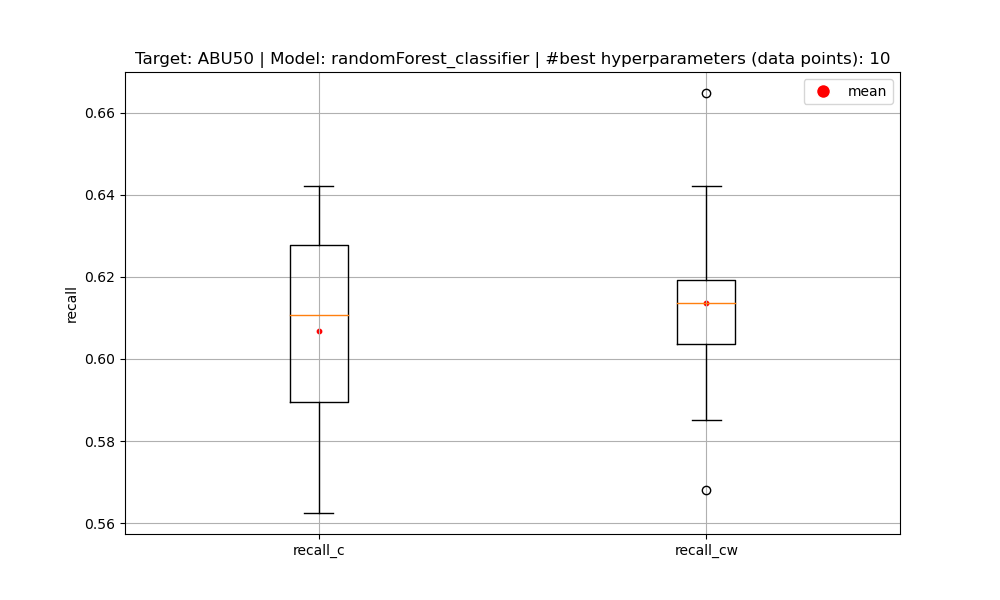 Target: ABU50 | Model: randomForest_classifier | #best hyperparameters (data points): 10
mean
0.66
0.64
0.62
0.60
0.58
0.56
recall
recall_c
recall_cw